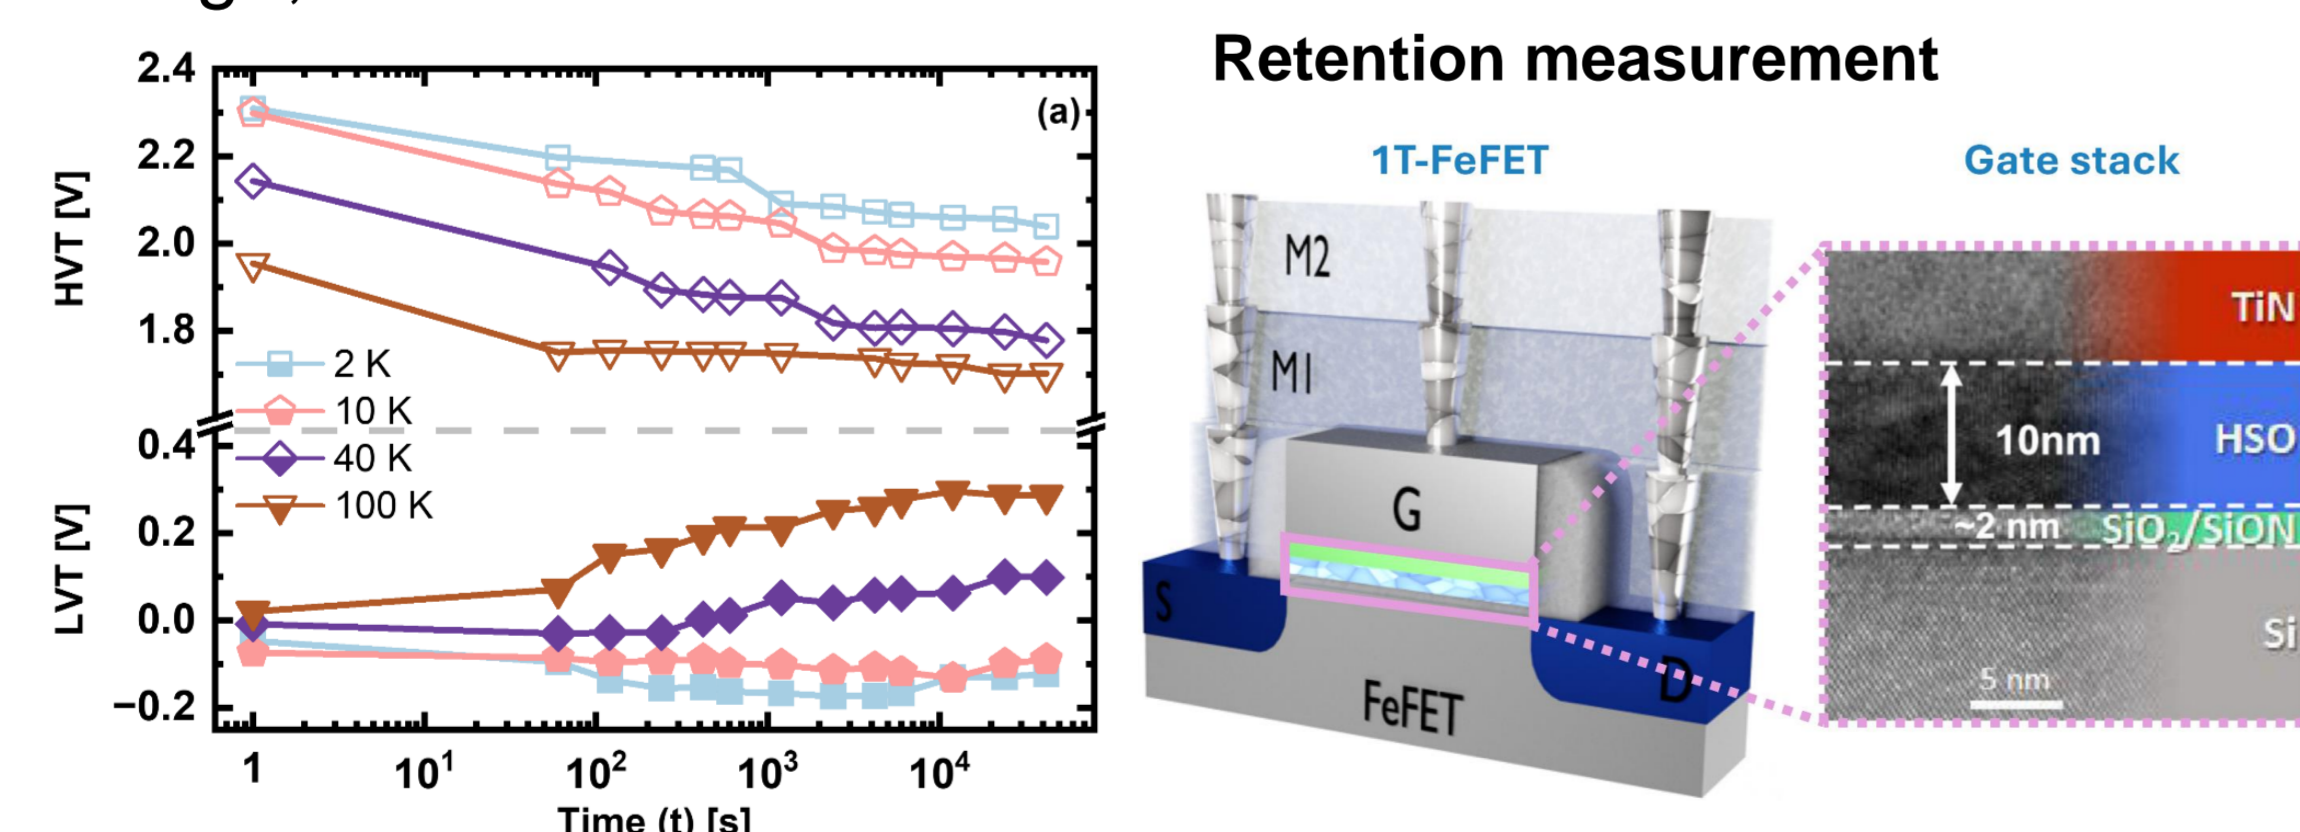 Retention measurement
2.4
2.2
2.0
1.8
0.4
0.2
0.0
−0.2
HVT [V]
LVT [V]
(a)
2 K
10 K
40 K
100 K
1
10¹
10²
10³
10⁴
Time (t) [s]
1T-FeFET
M2
M1
G
S
D
FeFET
Gate stack
TiN
10nm
HSO
~2 nm
SiO₂/SiON
Si
5 nm